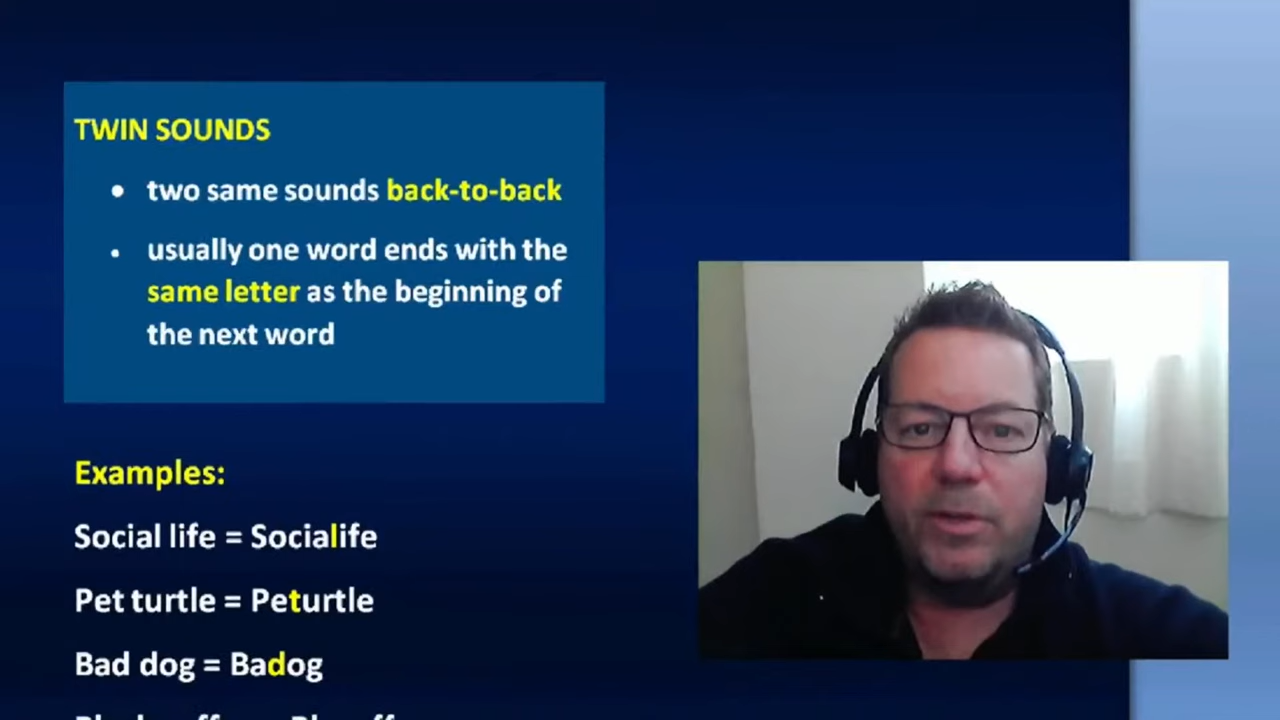 TWIN SOUNDS
• two same sounds back-to-back
• usually one word ends with the
same letter as the beginning of
the next word
Examples:
Social life = Socialife
Pet turtle = Peturtle
Bad dog = Badog